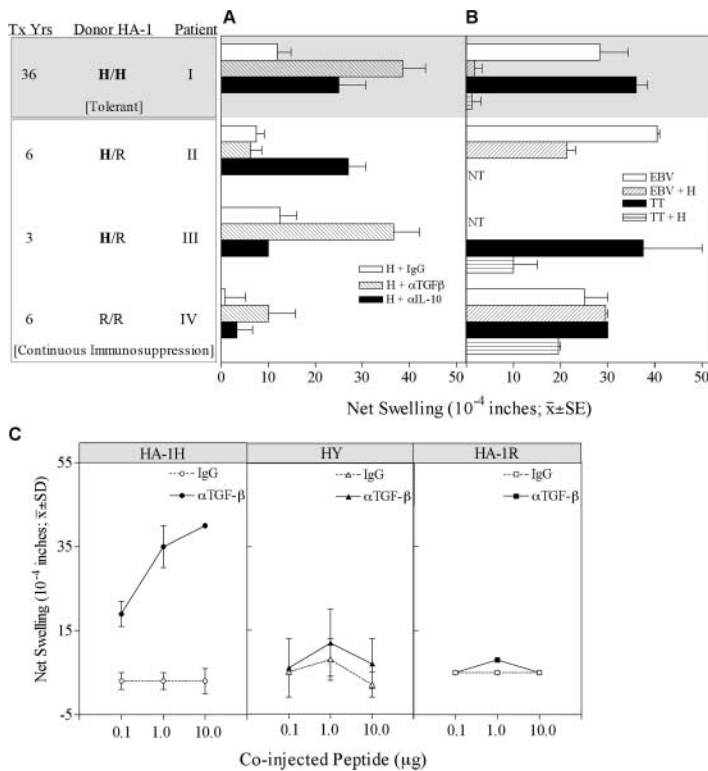 A
B
Tx Yrs Donor HA-1 Patient
36 H/H I
[Tolerant]
6 H/R II
3 H/R III
6 R/R IV
[Continuous Immunosuppression]
H + IgG
H + αTGFβ
H + αIL-10
0 10 20 30 40 50
NT
NT
EBV
EBV + H
TT
TT + H
10 20 30 40 50
Net Swelling (10⁻⁴ inches; x̄±SE)
C
HA-1H HY HA-1R
IgG
αTGF-β
IgG
αTGF-β
IgG
αTGF-β
Net Swelling (10⁻⁴ inches; x̄±SD)
55
35
15
-5
0.1 1.0 10.0 0.1 1.0 10.0 0.1 1.0 10.0
Co-injected Peptide (μg)